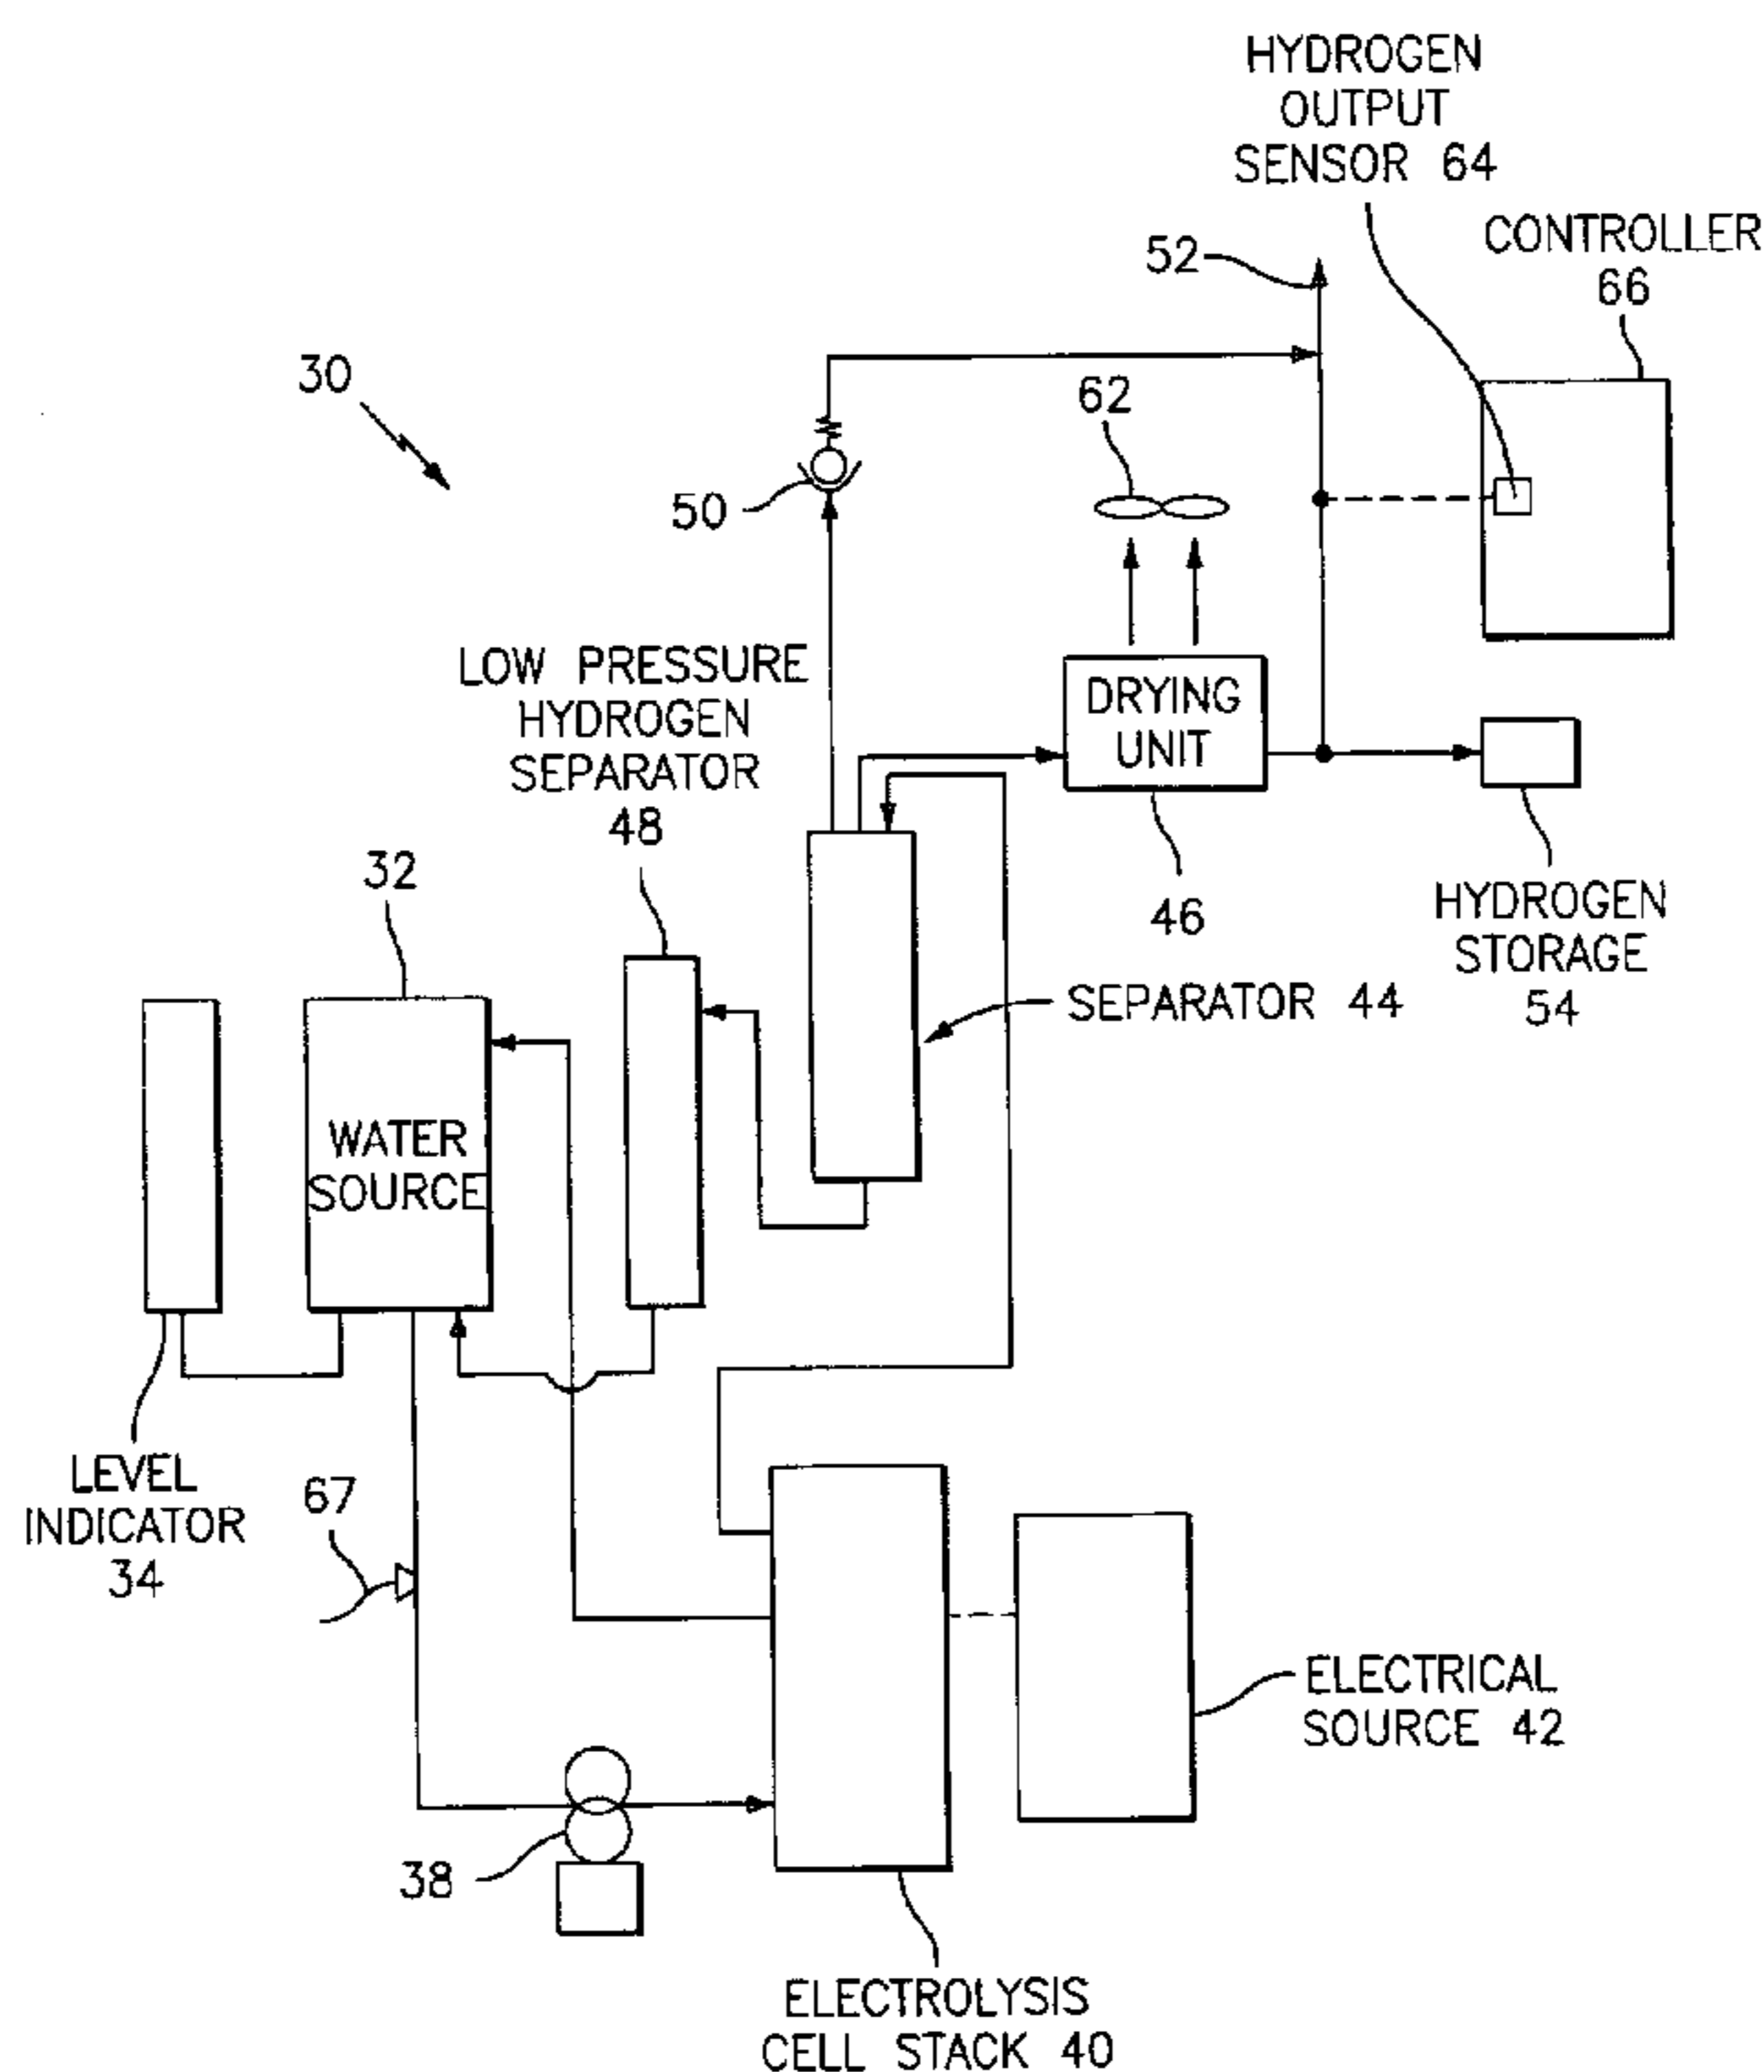 HYDROGEN
OUTPUT
SENSOR 64
CONTROLLER
66
52
30
62
50
LOW PRESSURE
HYDROGEN
SEPARATOR
48
DRYING
UNIT
32
46
HYDROGEN
STORAGE
54
SEPARATOR 44
WATER
SOURCE
LEVEL
INDICATOR
34
67
ELECTRICAL
SOURCE 42
38
ELECTROLYSIS
CELL STACK 40